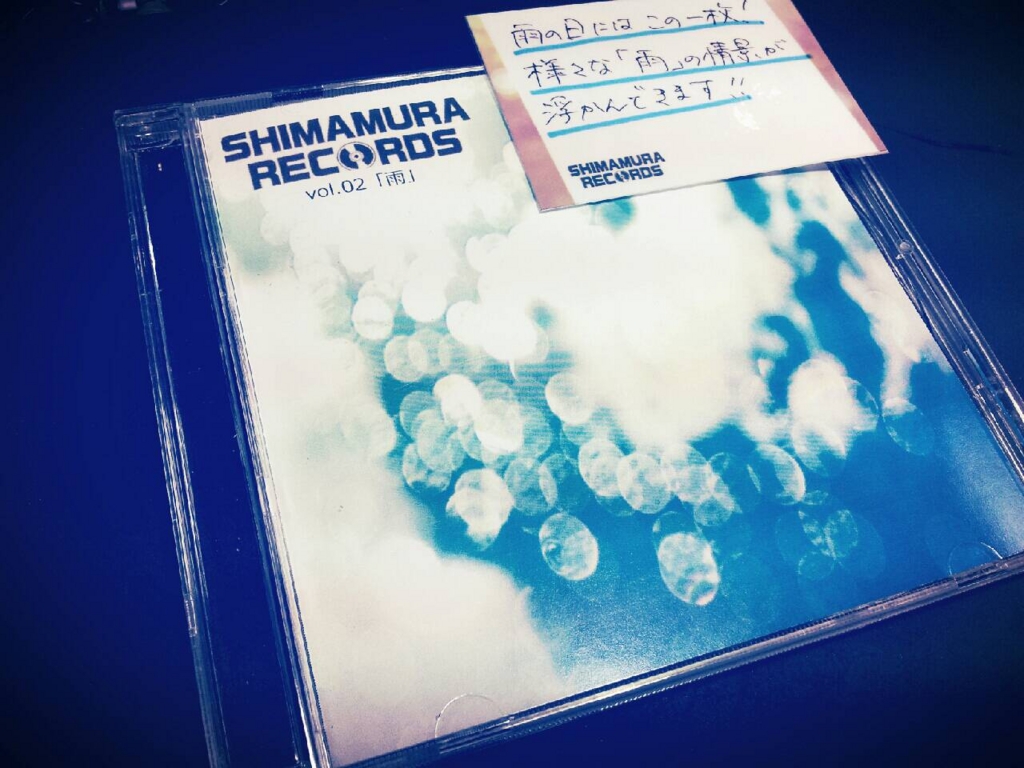 雨の日には この一枚!
様々な「雨」の情景が
浮かんできます!!
SHIMAMURA
RECORDS
SHIMAMURA
RECORDS
vol.02 「雨」